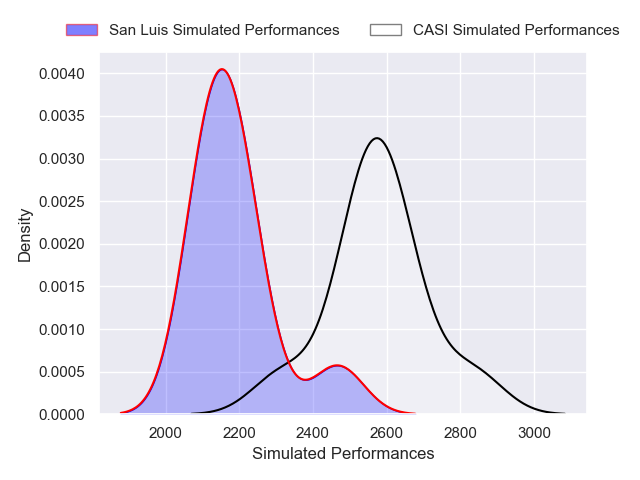 San Luis Simulated Performances CASI Simulated Performances
0.0040
0.0035
0.0030
0.0025
0.0020
0.0015
0.0010
0.0005
0.0000
Density
2000 2200 2400 2600 2800 3000
Simulated Performances